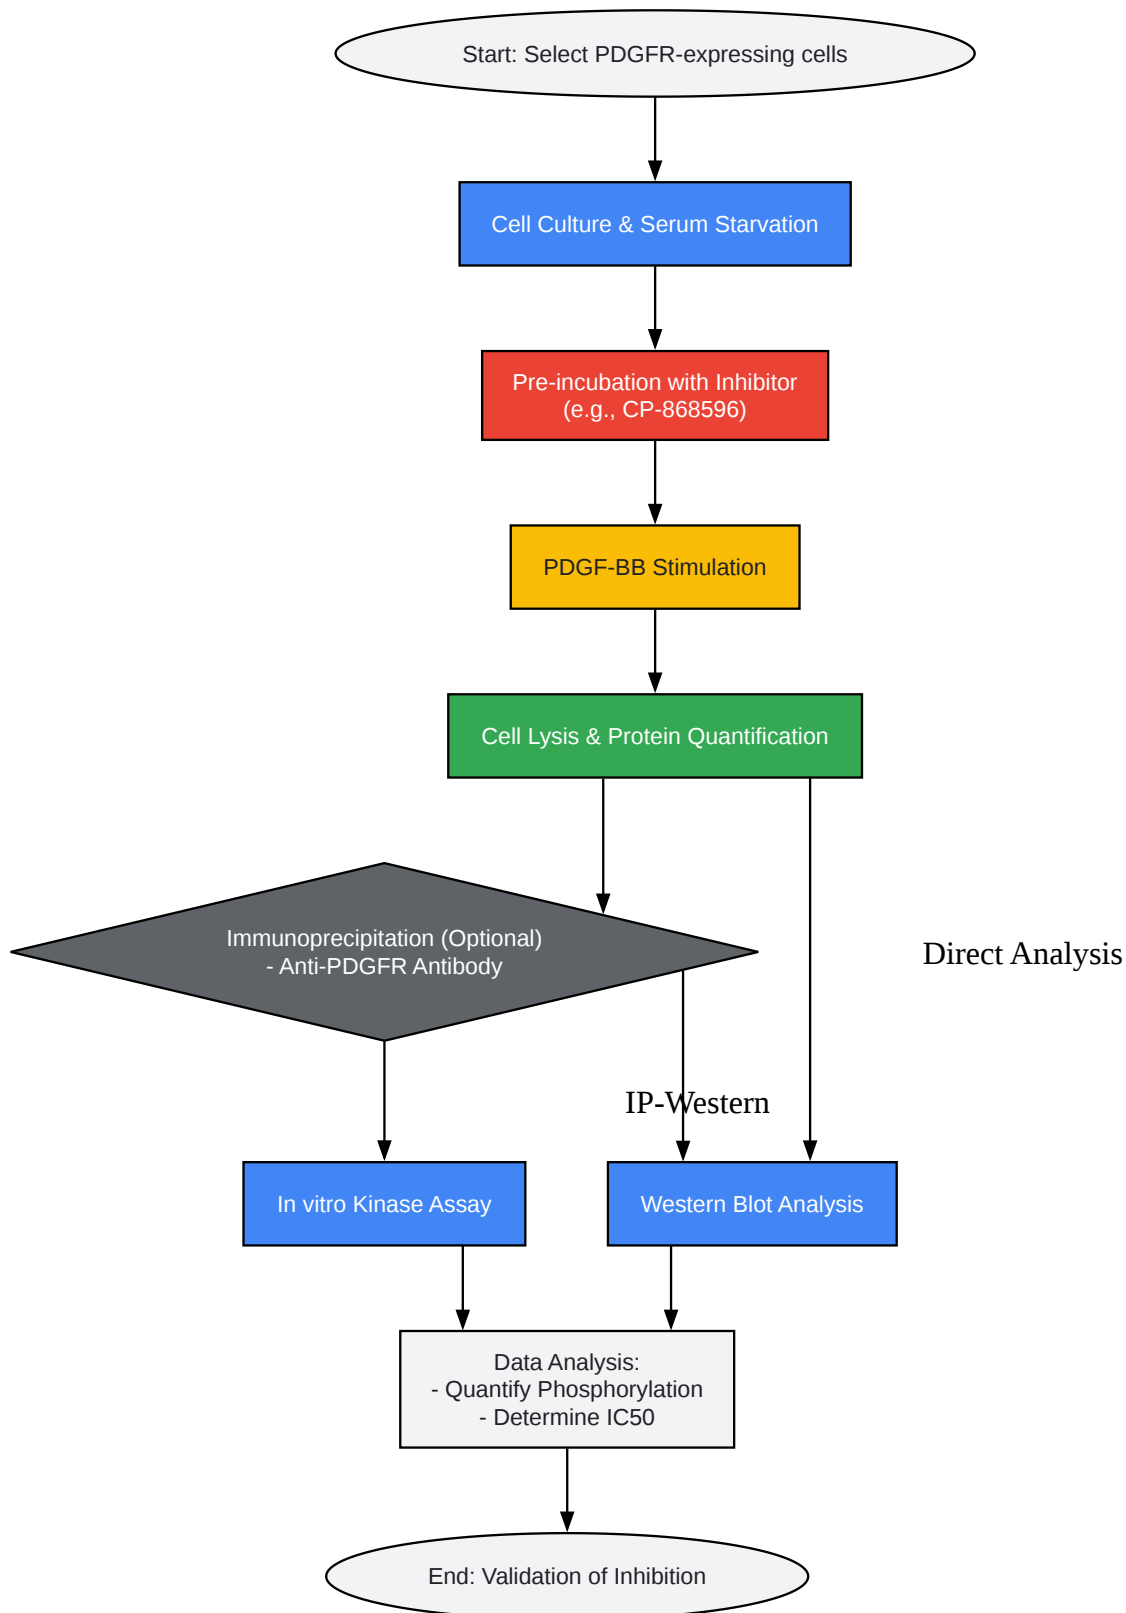 Start: Select PDGFR-expressing cells
Cell Culture & Serum Starvation
Pre-incubation with Inhibitor
(e.g., CP-868596)
PDGF-BB Stimulation
Cell Lysis & Protein Quantification
Immunoprecipitation (Optional)
- Anti-PDGFR Antibody
Direct Analysis
IP-Western
In vitro Kinase Assay
Western Blot Analysis
Data Analysis:
- Quantify Phosphorylation
- Determine IC50
End: Validation of Inhibition